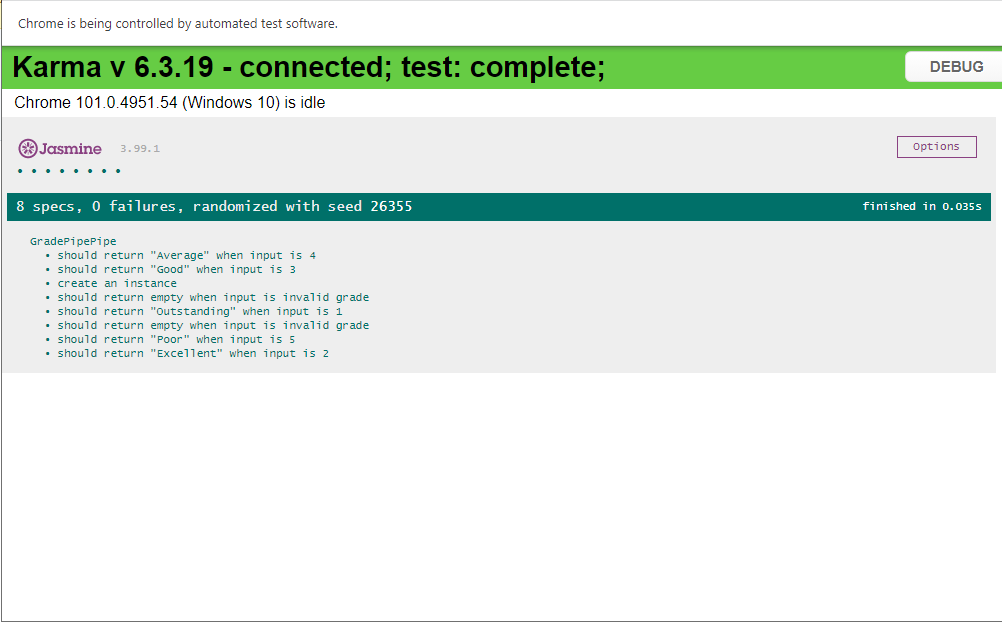 Chrome is being controlled by automated test software.
Karma v 6.3.19 - connected; test: complete;
DEBUG
Chrome 101.0.4951.54 (Windows 10) is idle
Jasmine 3.99.1
Options
• • • • • • • •
8 specs, 0 failures, randomized with seed 26355
finished in 0.035s
GradePipePipe
• should return "Average" when input is 4
• should return "Good" when input is 3
• create an instance
• should return empty when input is invalid grade
• should return "Outstanding" when input is 1
• should return empty when input is invalid grade
• should return "Poor" when input is 5
• should return "Excellent" when input is 2